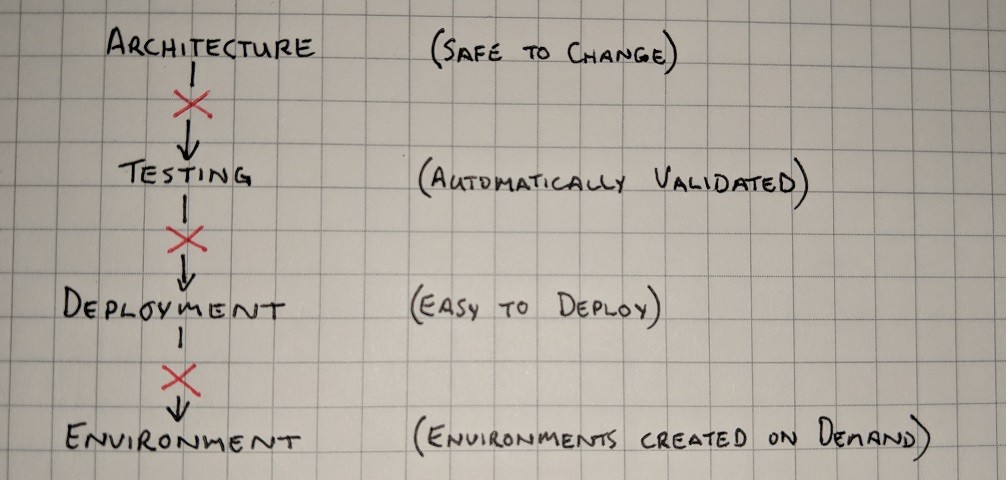 ARCHITECTURE (SAFE TO CHANGE)
TESTING (AUTOMATICALLY VALIDATED)
DEPLOYMENT (EASY TO DEPLOY)
ENVIRONMENT (ENVIRONMENTS CREATED ON DEMAND)